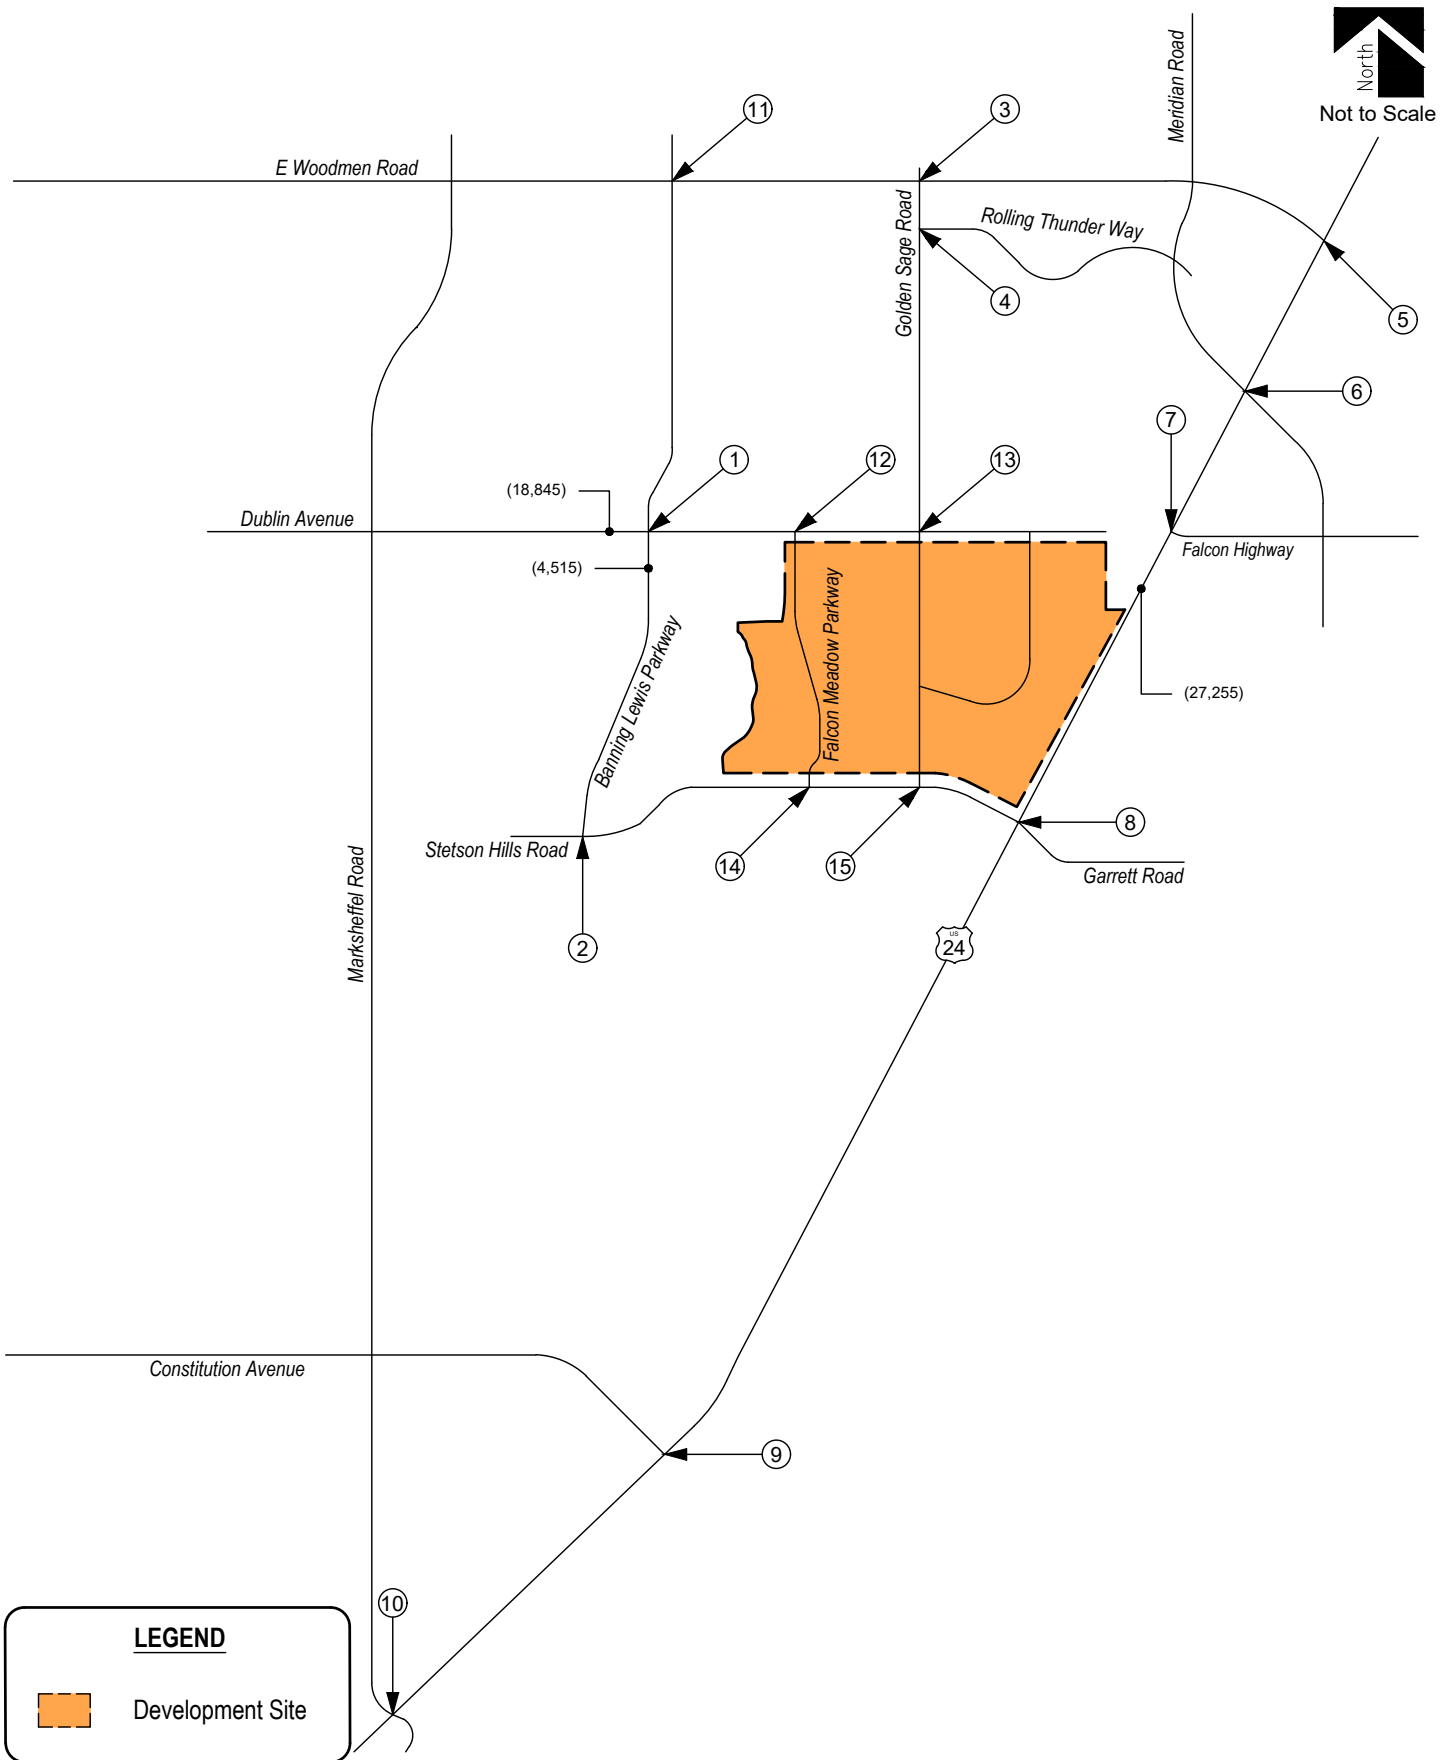 North
Not to Scale
Meridian Road
11
3
E Woodmen Road
Golden Sage Road
Rolling Thunder Way
4
5
6
7
1
12
13
(18,845)
Dublin Avenue
Falcon Highway
(4,515)
Banning Lewis Parkway
Falcon Meadow Parkway
(27,255)
8
Stetson Hills Road
14
15
Garrett Road
Marksheffel Road
2
US
24
Constitution Avenue
9
10
LEGEND
Development Site